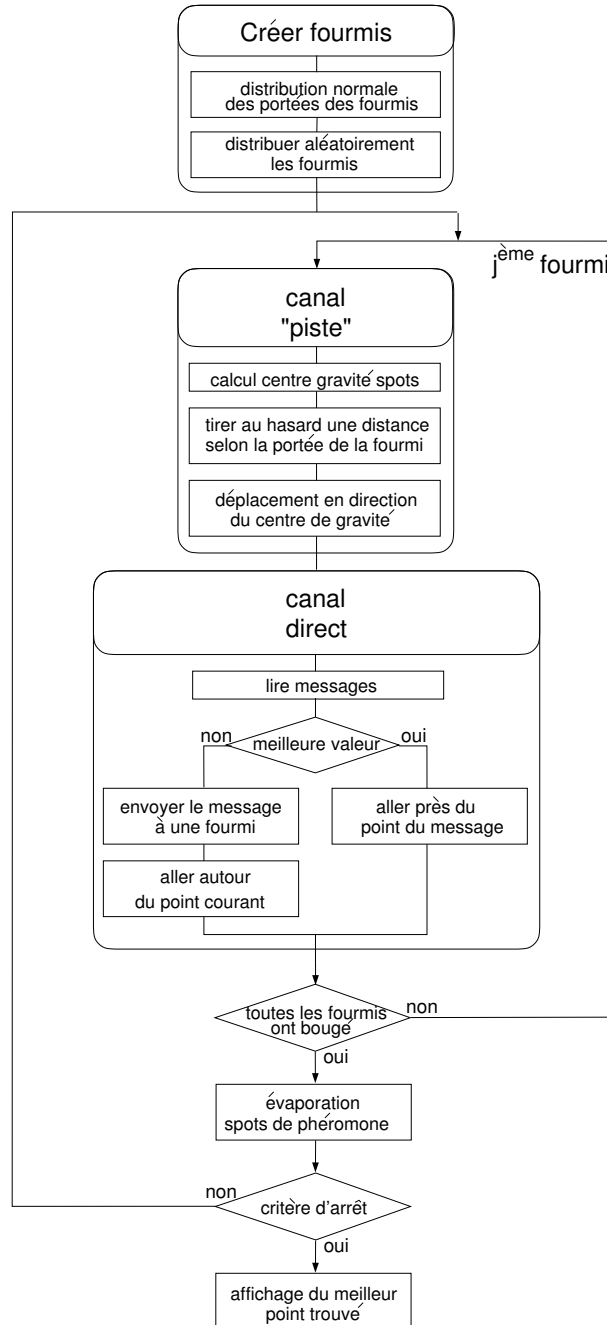 Créer fourmis
distribution normale
des portées des fourmis
distribuer aléatoirement
les fourmis
jème fourmi
canal
"piste"
calcul centre gravité spots
tirer au hasard une distance
selon la portée de la fourmi
déplacement en direction
du centre de gravité
canal
direct
lire messages
non
meilleure valeur
oui
envoyer le message
à une fourmi
aller près du
point du message
aller autour
du point courant
toutes les fourmis
ont bougé
non
oui
évaporation
spots de phéromone
non
critère d'arrêt
oui
affichage du meilleur
point trouvé